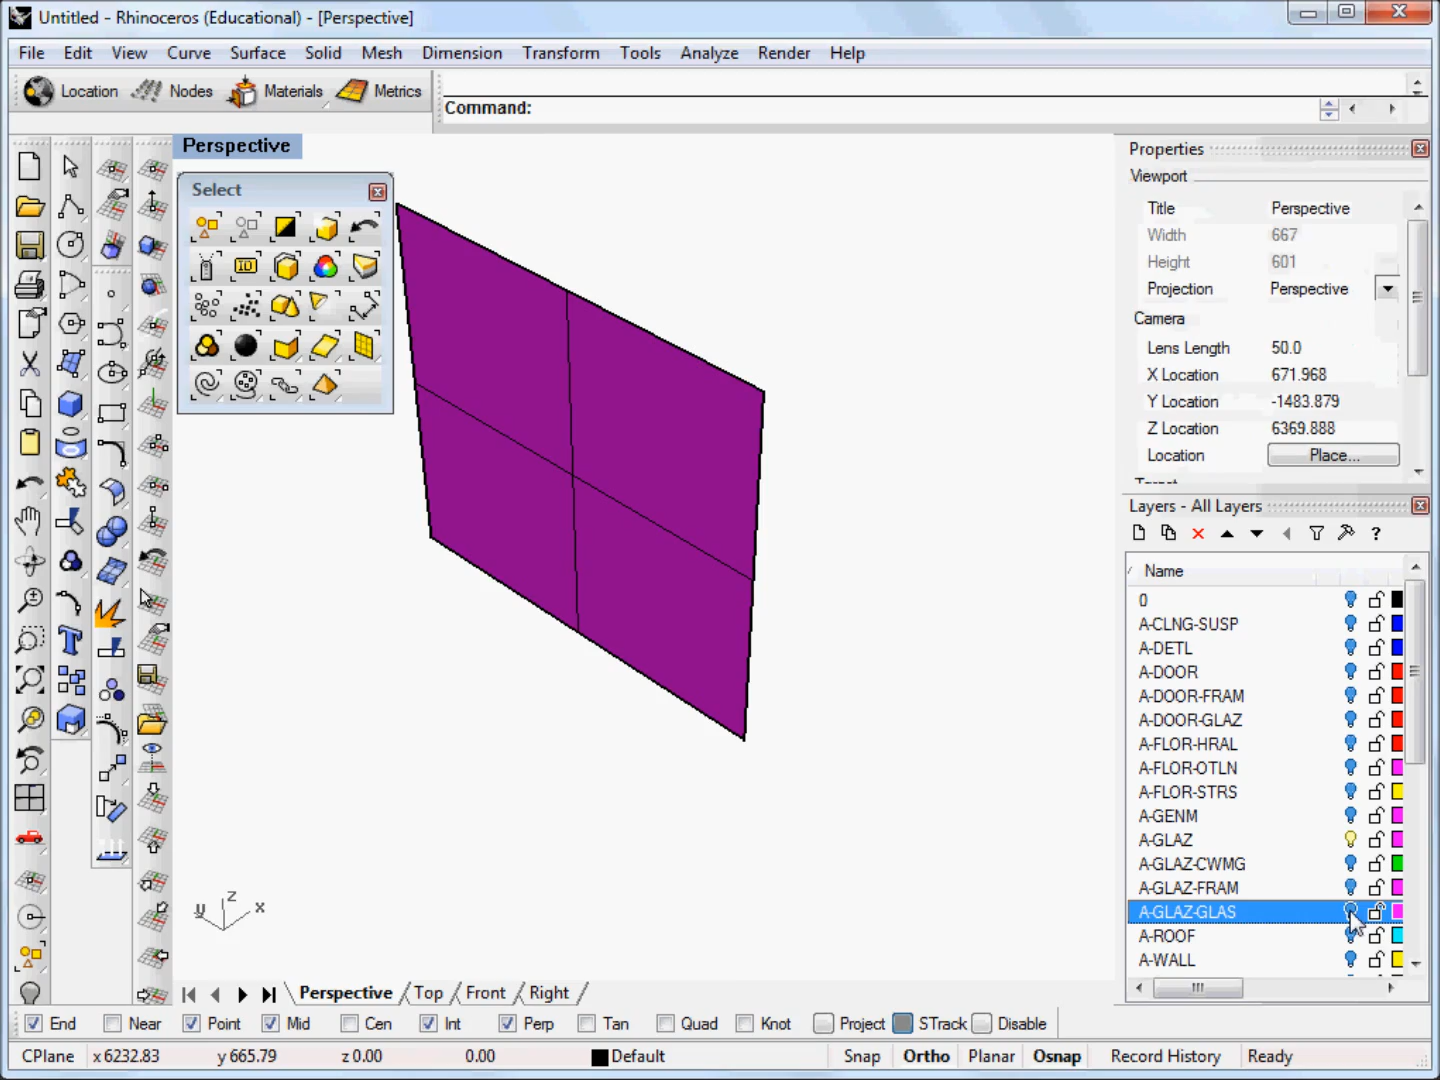 Untitled - Rhinoceros (Educational) - [Perspective]
File Edit View Curve Surface Solid Mesh Dimension Transform Tools Analyze Render Help
Location Nodes Materials Metrics
Command:
Perspective
Select
ID
Properties
Viewport
Title Perspective
Width 667
Height 601
Projection Perspective
Camera
Lens Length 50.0
X Location 671.968
Y Location -1483.879
Z Location 6369.888
Location Place...
Layers - All Layers
Name
0
A-CLNG-SUSP
A-DETL
A-DOOR
A-DOOR-FRAM
A-DOOR-GLAZ
A-FLOR-HRAL
A-FLOR-OTLN
A-FLOR-STRS
A-GENM
A-GLAZ
A-GLAZ-CWMG
A-GLAZ-FRAM
A-GLAZ-GLAS
A-ROOF
A-WALL
z
y x
Perspective Top Front Right
End Near Point Mid Cen Int Perp Tan Quad Knot Project STrack Disable
CPlane x 6232.83 y 665.79 z 0.00 0.00 Default Snap Ortho Planar Osnap Record History Ready